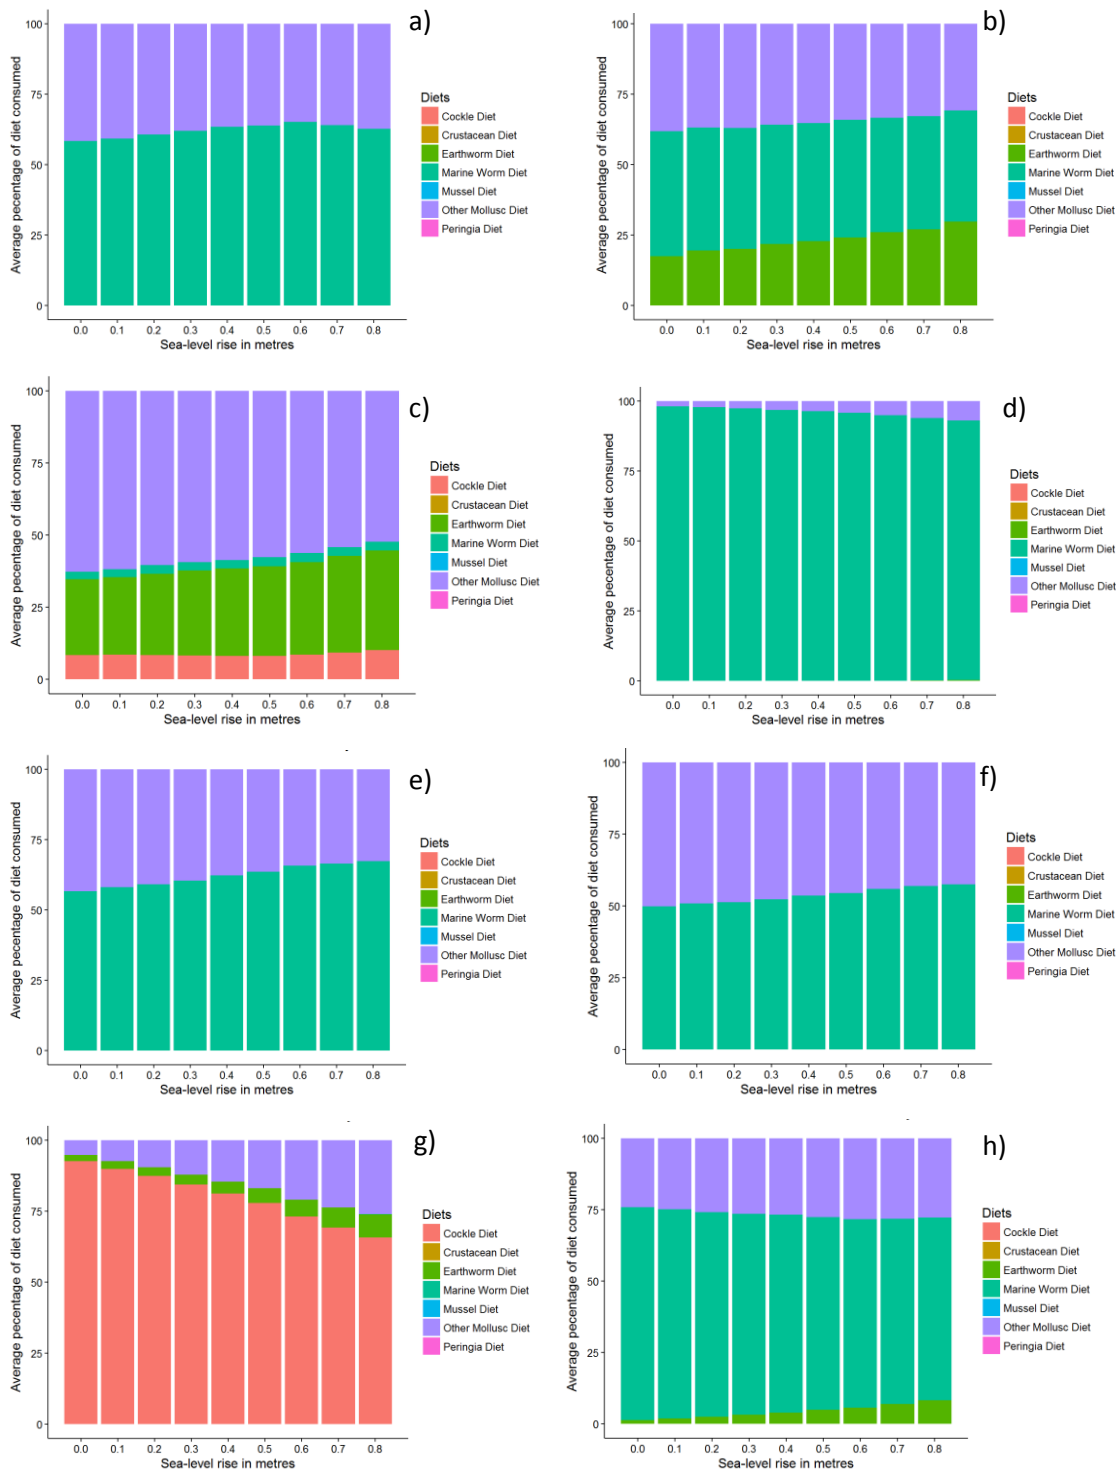 a)
Average pecentage of diet consumed
100
75
50
25
0
0.0 0.1 0.2 0.3 0.4 0.5 0.6 0.7 0.8
Sea-level rise in metres
Diets
Cockle Diet
Crustacean Diet
Earthworm Diet
Marine Worm Diet
Mussel Diet
Other Mollusc Diet
Peringia Diet
b)
Average pecentage of diet consumed
100
75
50
25
0
0.0 0.1 0.2 0.3 0.4 0.5 0.6 0.7 0.8
Sea-level rise in metres
Diets
Cockle Diet
Crustacean Diet
Earthworm Diet
Marine Worm Diet
Mussel Diet
Other Mollusc Diet
Peringia Diet
c)
Average pecentage of diet consumed
100
75
50
25
0
0.0 0.1 0.2 0.3 0.4 0.5 0.6 0.7 0.8
Sea-level rise in metres
Diets
Cockle Diet
Crustacean Diet
Earthworm Diet
Marine Worm Diet
Mussel Diet
Other Mollusc Diet
Peringia Diet
d)
Average pecentage of diet consumed
100
75
50
25
0
0.0 0.1 0.2 0.3 0.4 0.5 0.6 0.7 0.8
Sea-level rise in metres
Diets
Cockle Diet
Crustacean Diet
Earthworm Diet
Marine Worm Diet
Mussel Diet
Other Mollusc Diet
Peringia Diet
e)
Average pecentage of diet consumed
100
75
50
25
0
0.0 0.1 0.2 0.3 0.4 0.5 0.6 0.7 0.8
Sea-level rise in metres
Diets
Cockle Diet
Crustacean Diet
Earthworm Diet
Marine Worm Diet
Mussel Diet
Other Mollusc Diet
Peringia Diet
f)
Average pecentage of diet consumed
100
75
50
25
0
0.0 0.1 0.2 0.3 0.4 0.5 0.6 0.7 0.8
Sea-level rise in metres
Diets
Cockle Diet
Crustacean Diet
Earthworm Diet
Marine Worm Diet
Mussel Diet
Other Mollusc Diet
Peringia Diet
g)
Average pecentage of diet consumed
100
75
50
25
0
0.0 0.1 0.2 0.3 0.4 0.5 0.6 0.7 0.8
Sea-level rise in metres
Diets
Cockle Diet
Crustacean Diet
Earthworm Diet
Marine Worm Diet
Mussel Diet
Other Mollusc Diet
Peringia Diet
h)
Average pecentage of diet consumed
100
75
50
25
0
0.0 0.1 0.2 0.3 0.4 0.5 0.6 0.7 0.8
Sea-level rise in metres
Diets
Cockle Diet
Crustacean Diet
Earthworm Diet
Marine Worm Diet
Mussel Diet
Other Mollusc Diet
Peringia Diet